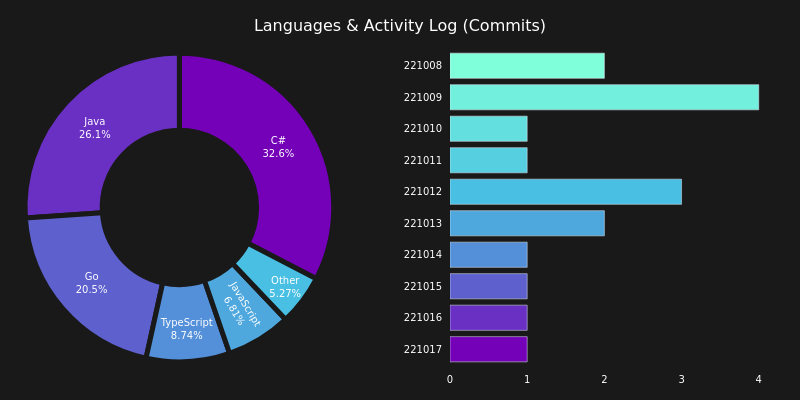 Languages & Activity Log (Commits)
Java
26.1%
C#
32.6%
Go
20.5%
TypeScript
8.74%
JavaScript
6.81%
Other
5.27%
221008
221009
221010
221011
221012
221013
221014
221015
221016
221017
0 1 2 3 4